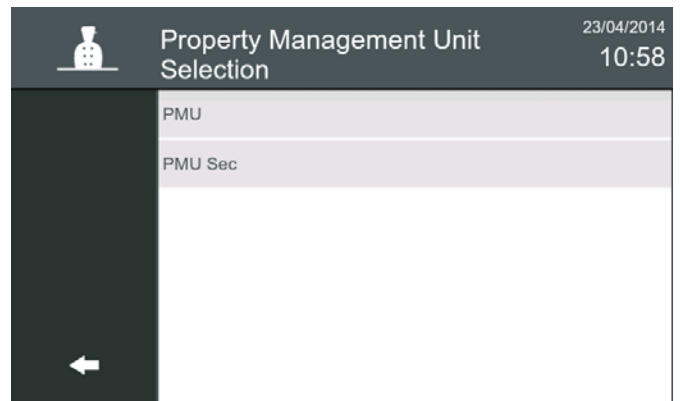 Property Management Unit
Selection
23/04/2014
10:58
PMU
PMU Sec